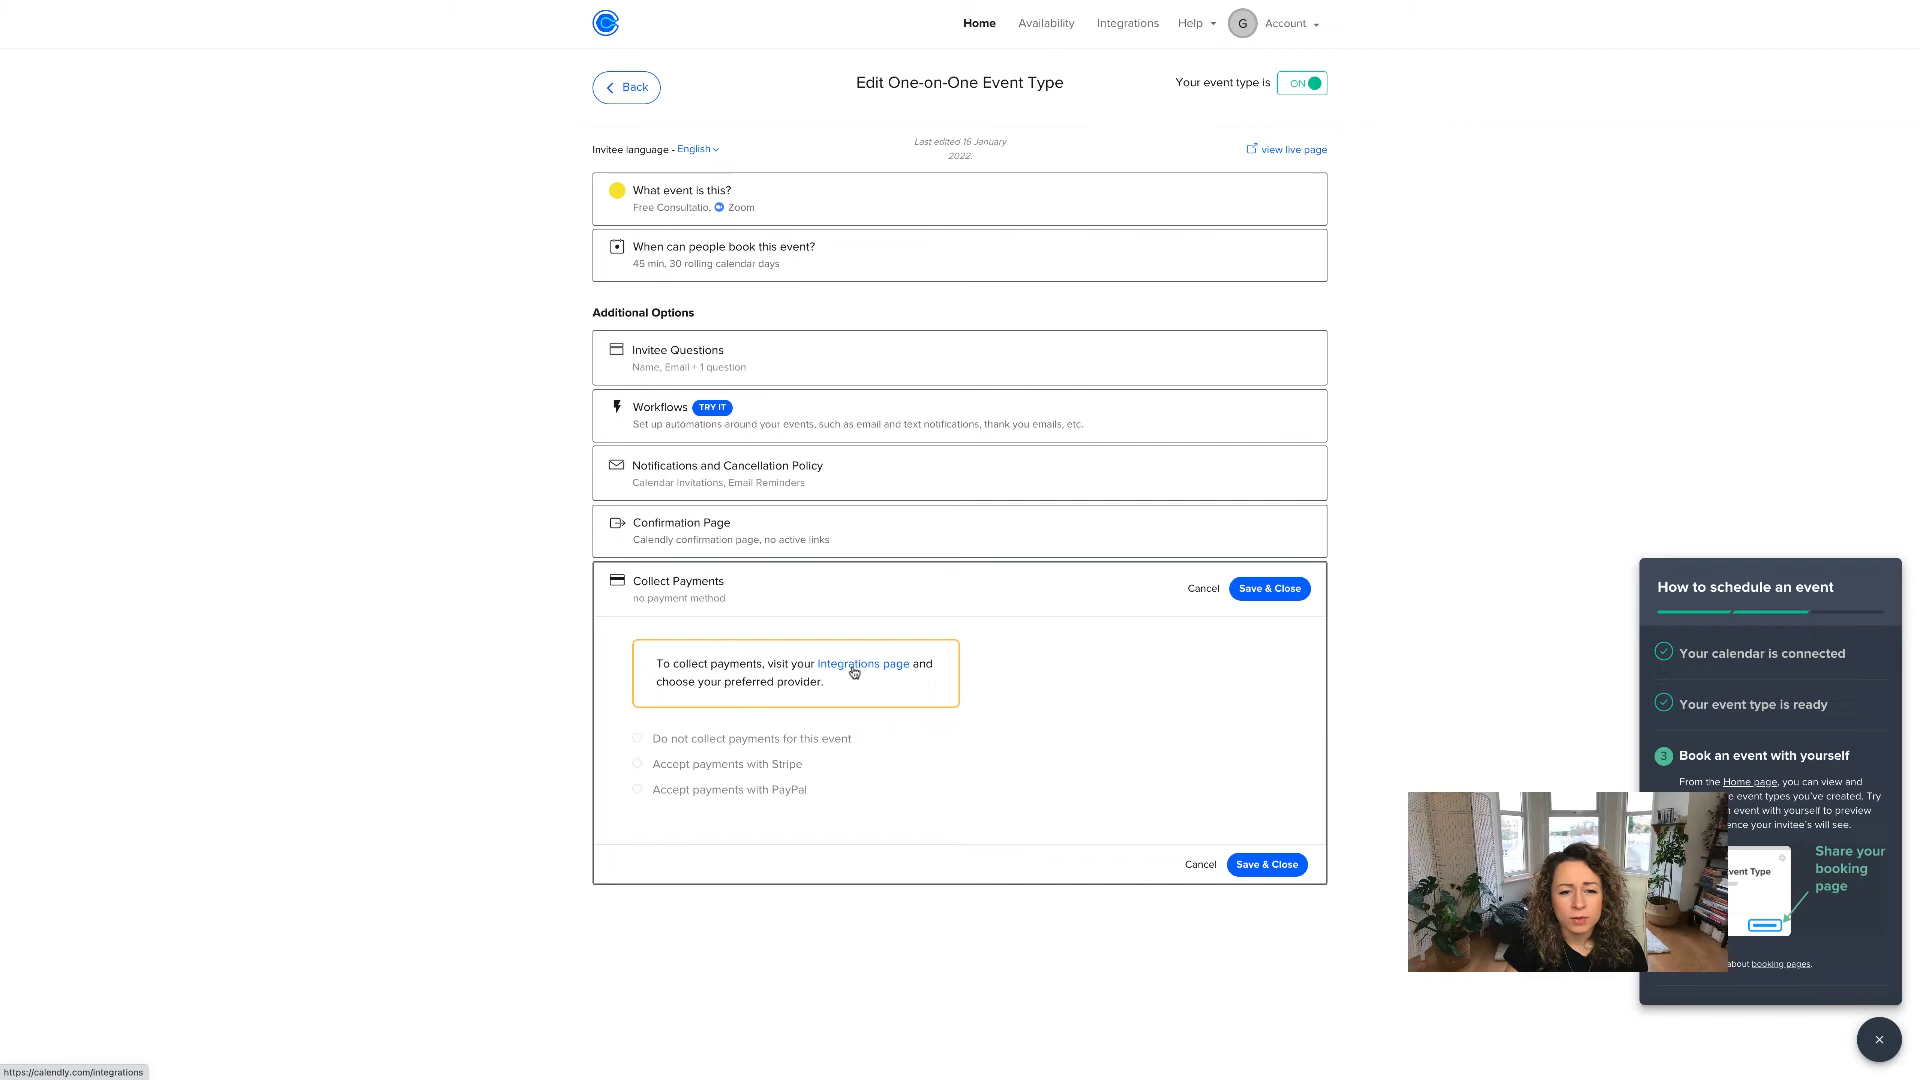 Home
Availability
Integrations
Help
G
Account
Back
Edit One-on-One Event Type
Your event type is
ON
Invitee language - English
Last edited 16 January
2022.
view live page
What event is this?
Free Consultatio, Zoom
When can people book this event?
45 min, 30 rolling calendar days
Additional Options
Invitee Questions
Name, Email + 1 question
Workflows TRY IT
Set up automations around your events, such as email and text notifications, thank you emails, etc.
Notifications and Cancellation Policy
Calendar Invitations, Email Reminders
Confirmation Page
Calendly confirmation page, no active links
Collect Payments
no payment method
Cancel
Save & Close
To collect payments, visit your Integrations page and
choose your preferred provider.
Do not collect payments for this event
Accept payments with Stripe
Accept payments with PayPal
Cancel
Save & Close
How to schedule an event
Your calendar is connected
Your event type is ready
3 Book an event with yourself
From the Home page, you can view and
event types you've created. Try
event with yourself to preview
your invitee's will see.
Type
Share your
booking
page
about booking pages.
https://calendly.com/integrations